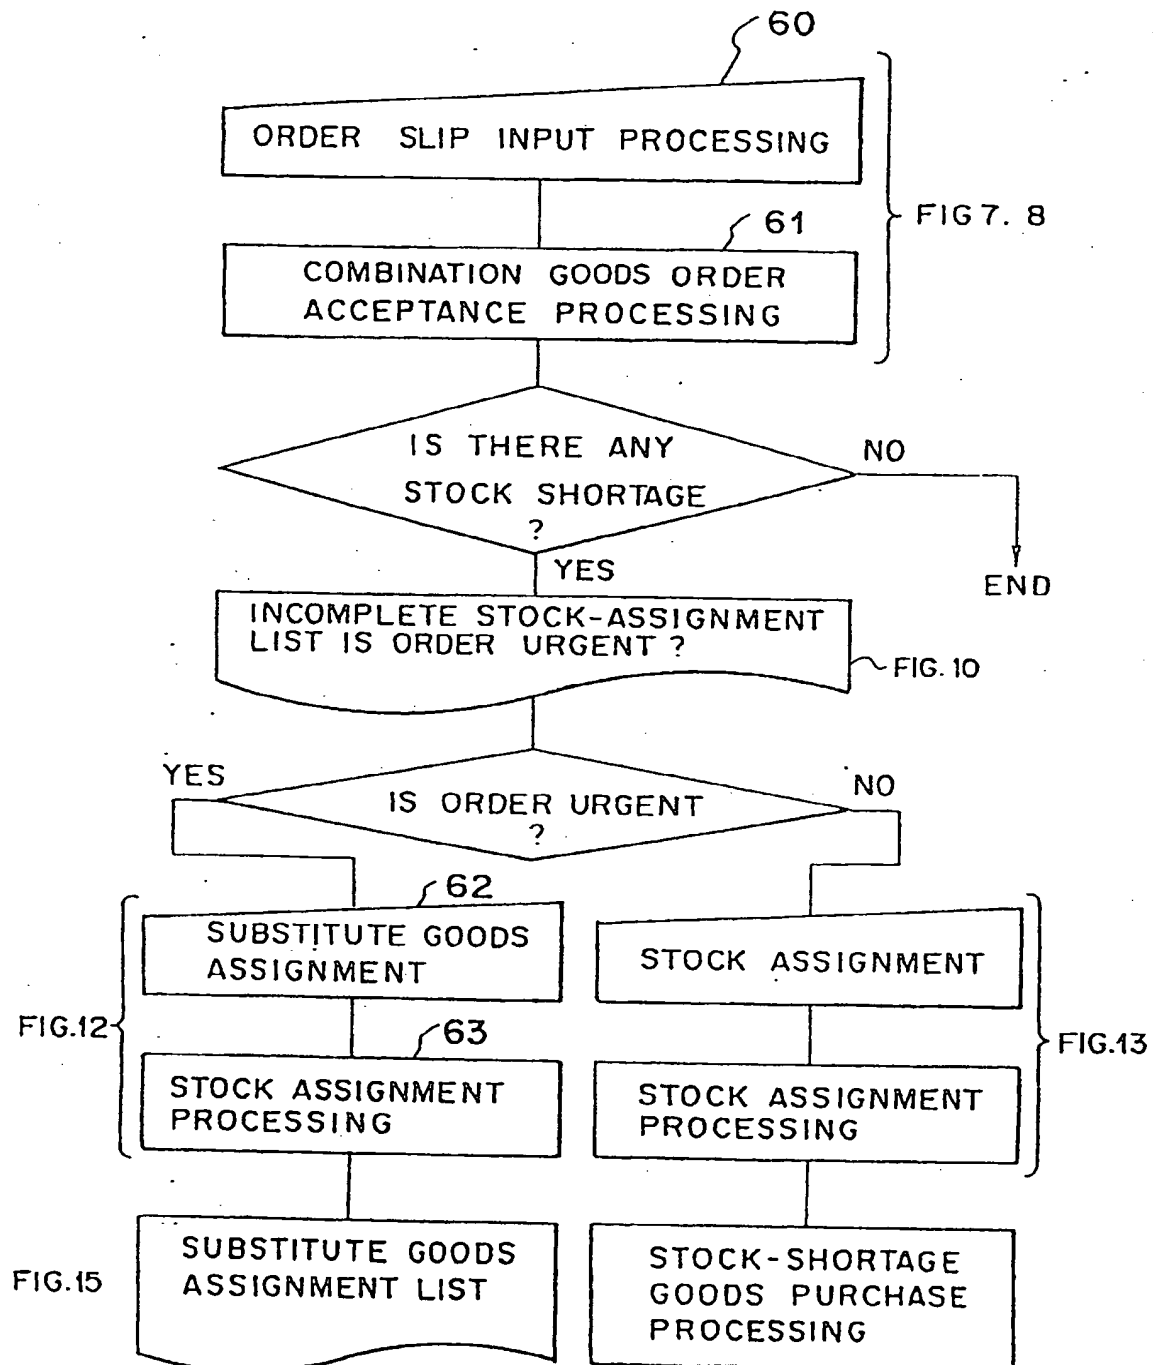 60
ORDER SLIP INPUT PROCESSING
FIG 7. 8
61
COMBINATION GOODS ORDER
ACCEPTANCE PROCESSING
IS THERE ANY
STOCK SHORTAGE
?
NO
END
YES
INCOMPLETE STOCK-ASSIGNMENT
LIST IS ORDER URGENT ?
FIG. 10
YES
IS ORDER URGENT
?
NO
62
SUBSTITUTE GOODS
ASSIGNMENT
STOCK ASSIGNMENT
FIG.12
63
FIG.13
STOCK ASSIGNMENT
PROCESSING
STOCK ASSIGNMENT
PROCESSING
FIG.15
SUBSTITUTE GOODS
ASSIGNMENT LIST
STOCK-SHORTAGE
GOODS PURCHASE
PROCESSING